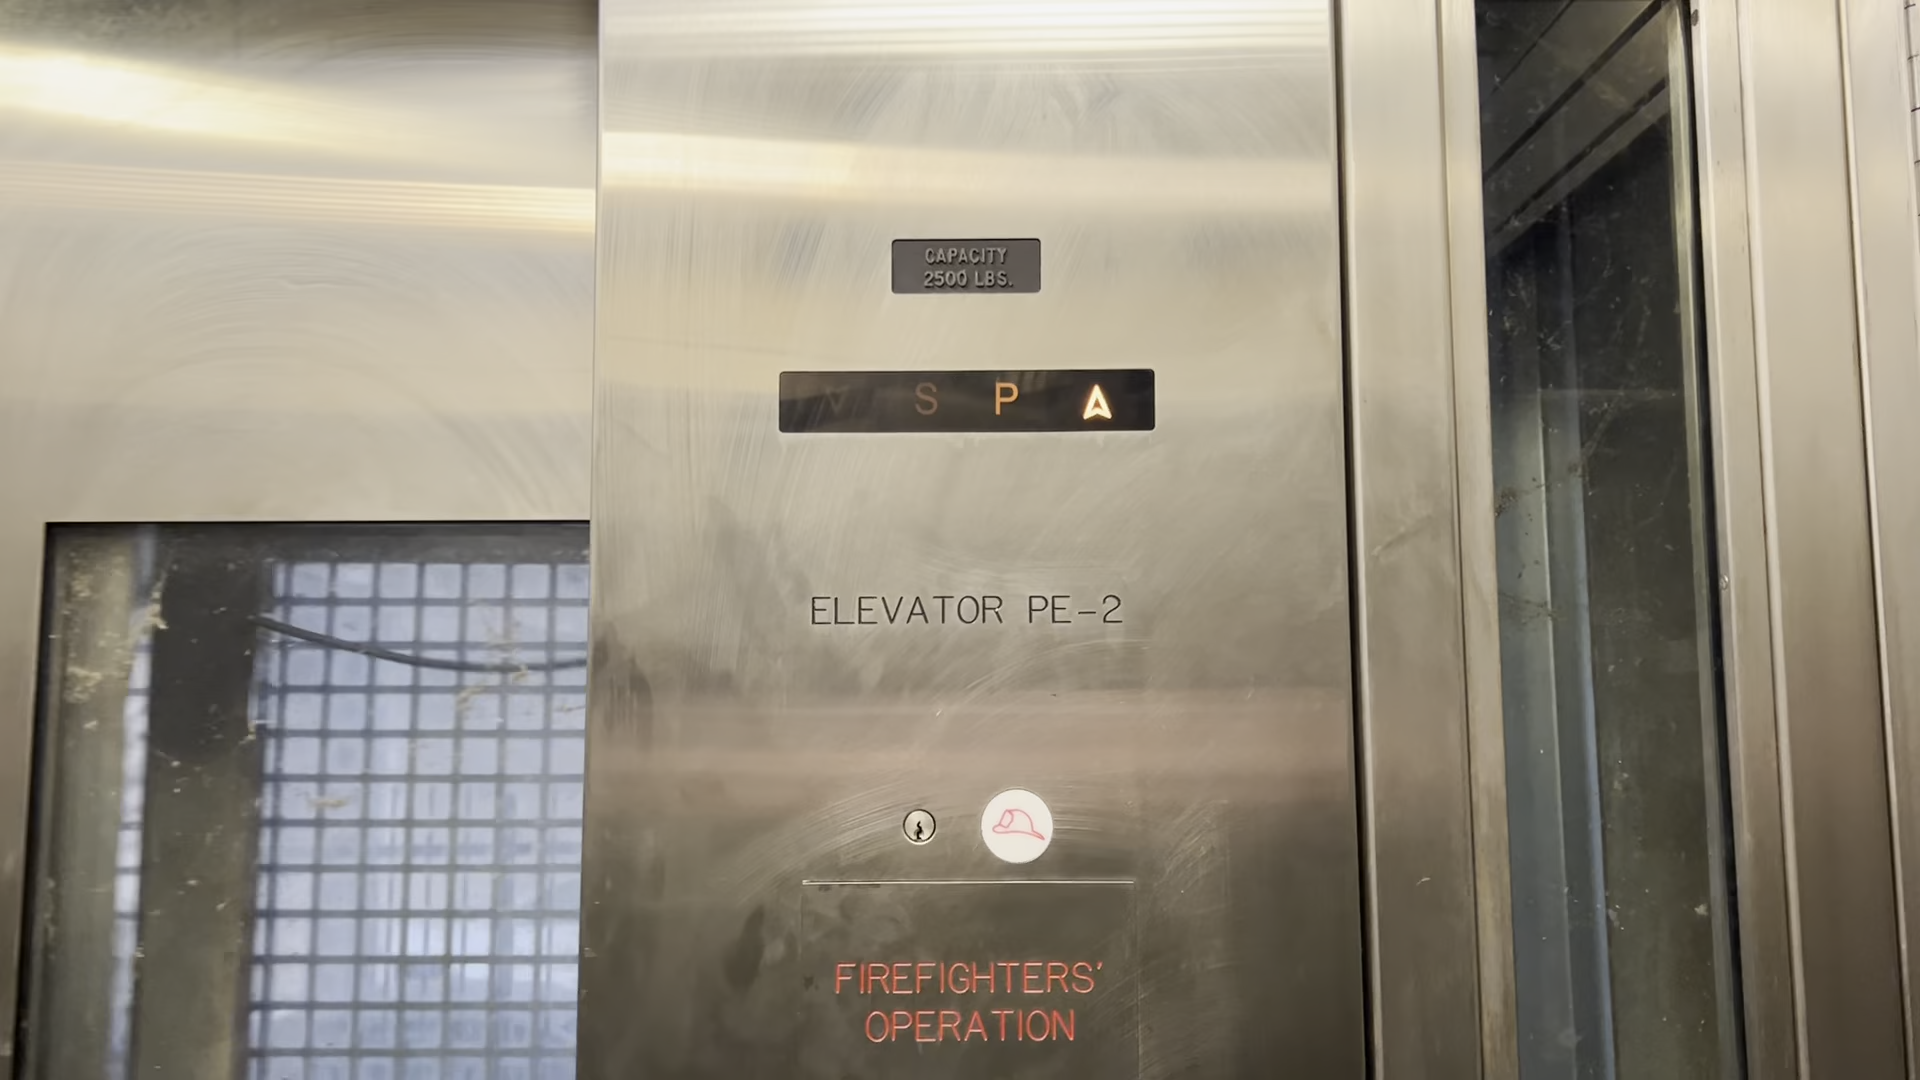 CAPACITY
2500 LBS.
S P
ELEVATOR PE-2
FIREFIGHTERS'
OPERATION